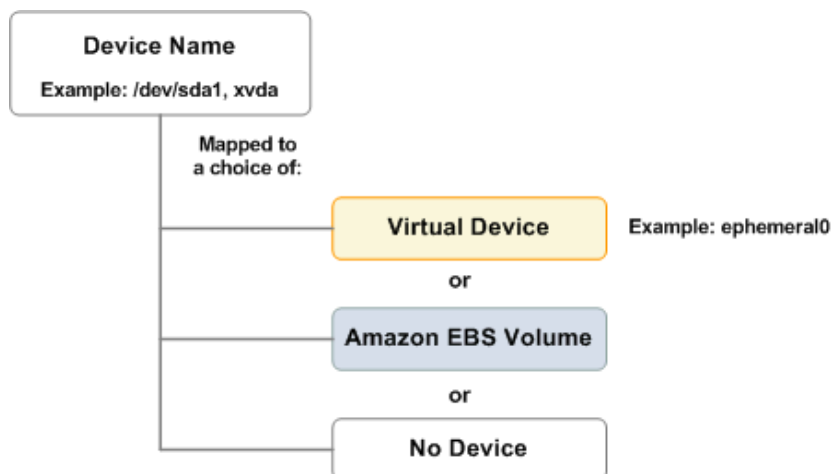 Device Name
Example: /dev/sda1, xvda
Mapped to
a choice of:
Virtual Device
Example: ephemeral0
or
Amazon EBS Volume
or
No Device